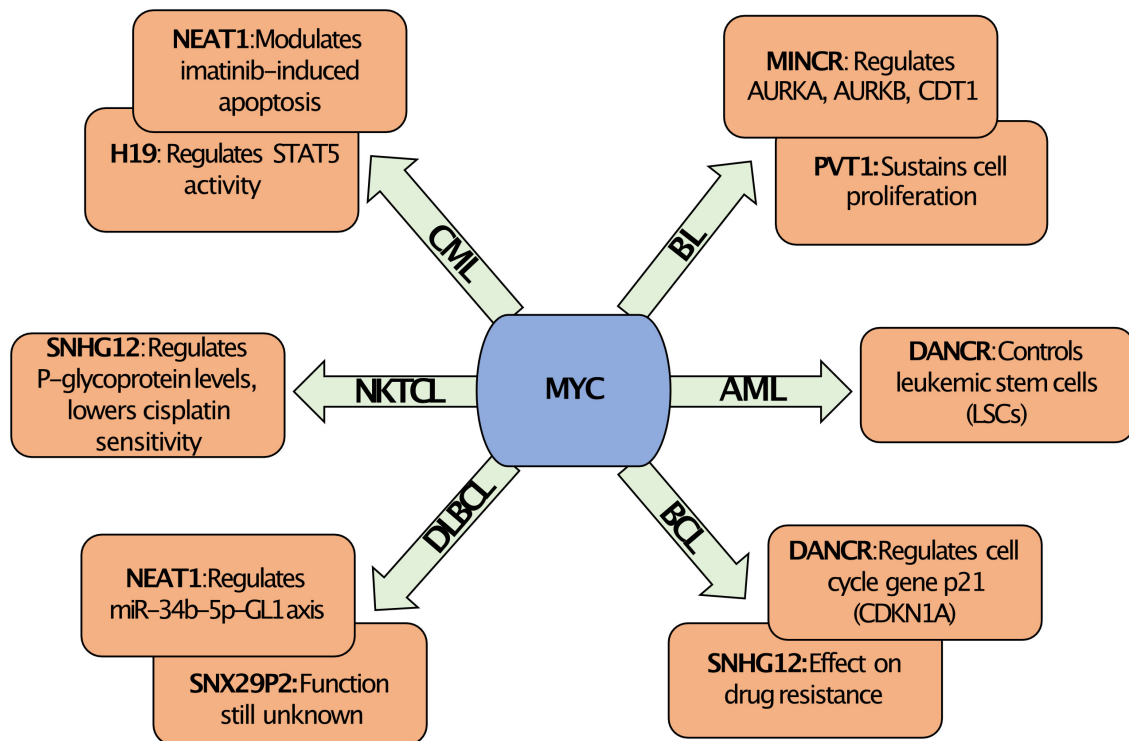 NEAT1:Modulates
imatinib–induced
apoptosis
H19: Regulates STAT5
activity
MINCR: Regulates
AURKA, AURKB, CDT1
PVT1:Sustains cell
proliferation
CML
BL
SNHG12:Regulates
P–glycoprotein levels,
lowers cisplatin
sensitivity
NKTCL
MYC
AML
DANCR:Controls
leukemic stem cells
(LSCs)
DLBCL
BCL
NEAT1:Regulates
miR–34b–5p–GL1 axis
SNX29P2:Function
still unknown
DANCR:Regulates cell
cycle gene p21
(CDKN1A)
SNHG12:Effect on
drug resistance